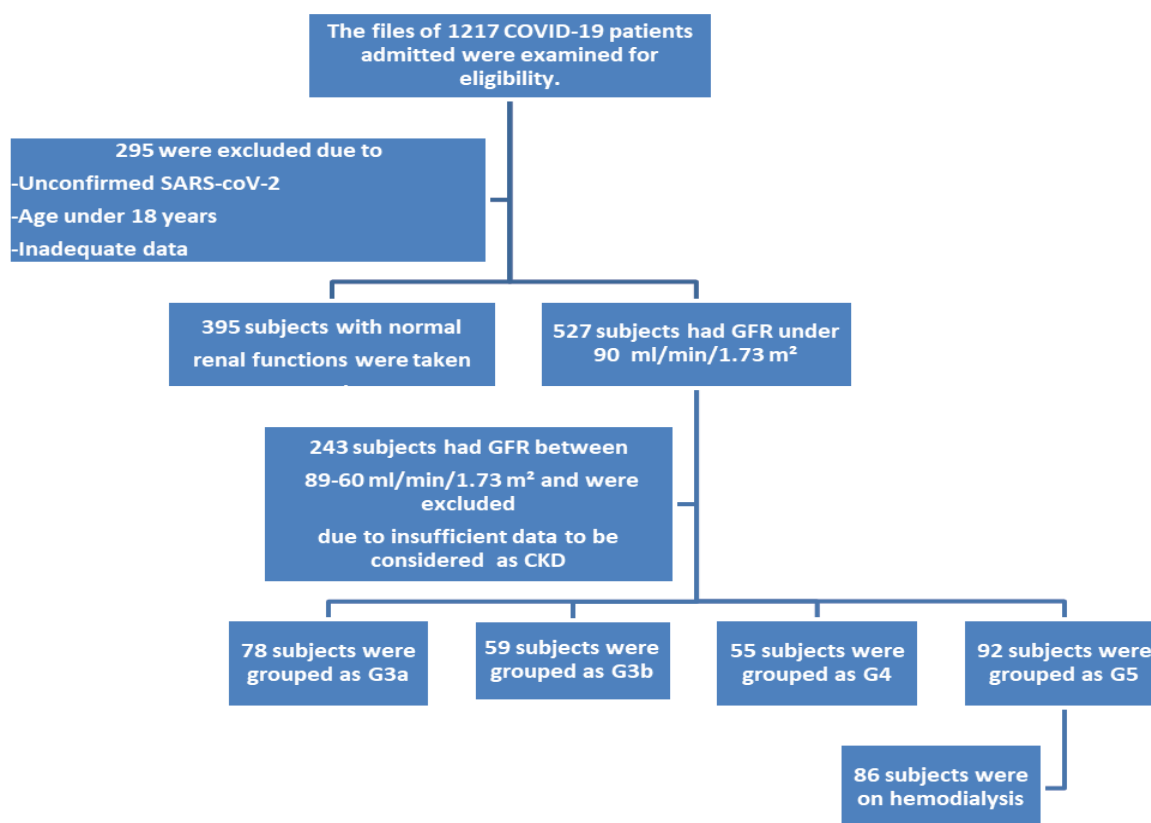 The files of 1217 COVID-19 patients
admitted were examined for
eligibility.
295 were excluded due to
-Unconfirmed SARS-coV-2
-Age under 18 years
-Inadequate data
395 subjects with normal
renal functions were taken
527 subjects had GFR under
90 ml/min/1.73 m²
243 subjects had GFR between
89-60 ml/min/1.73 m² and were
excluded
due to insufficient data to be
considered as CKD
78 subjects were
grouped as G3a
59 subjects were
grouped as G3b
55 subjects were
grouped as G4
92 subjects were
grouped as G5
86 subjects were
on hemodialysis